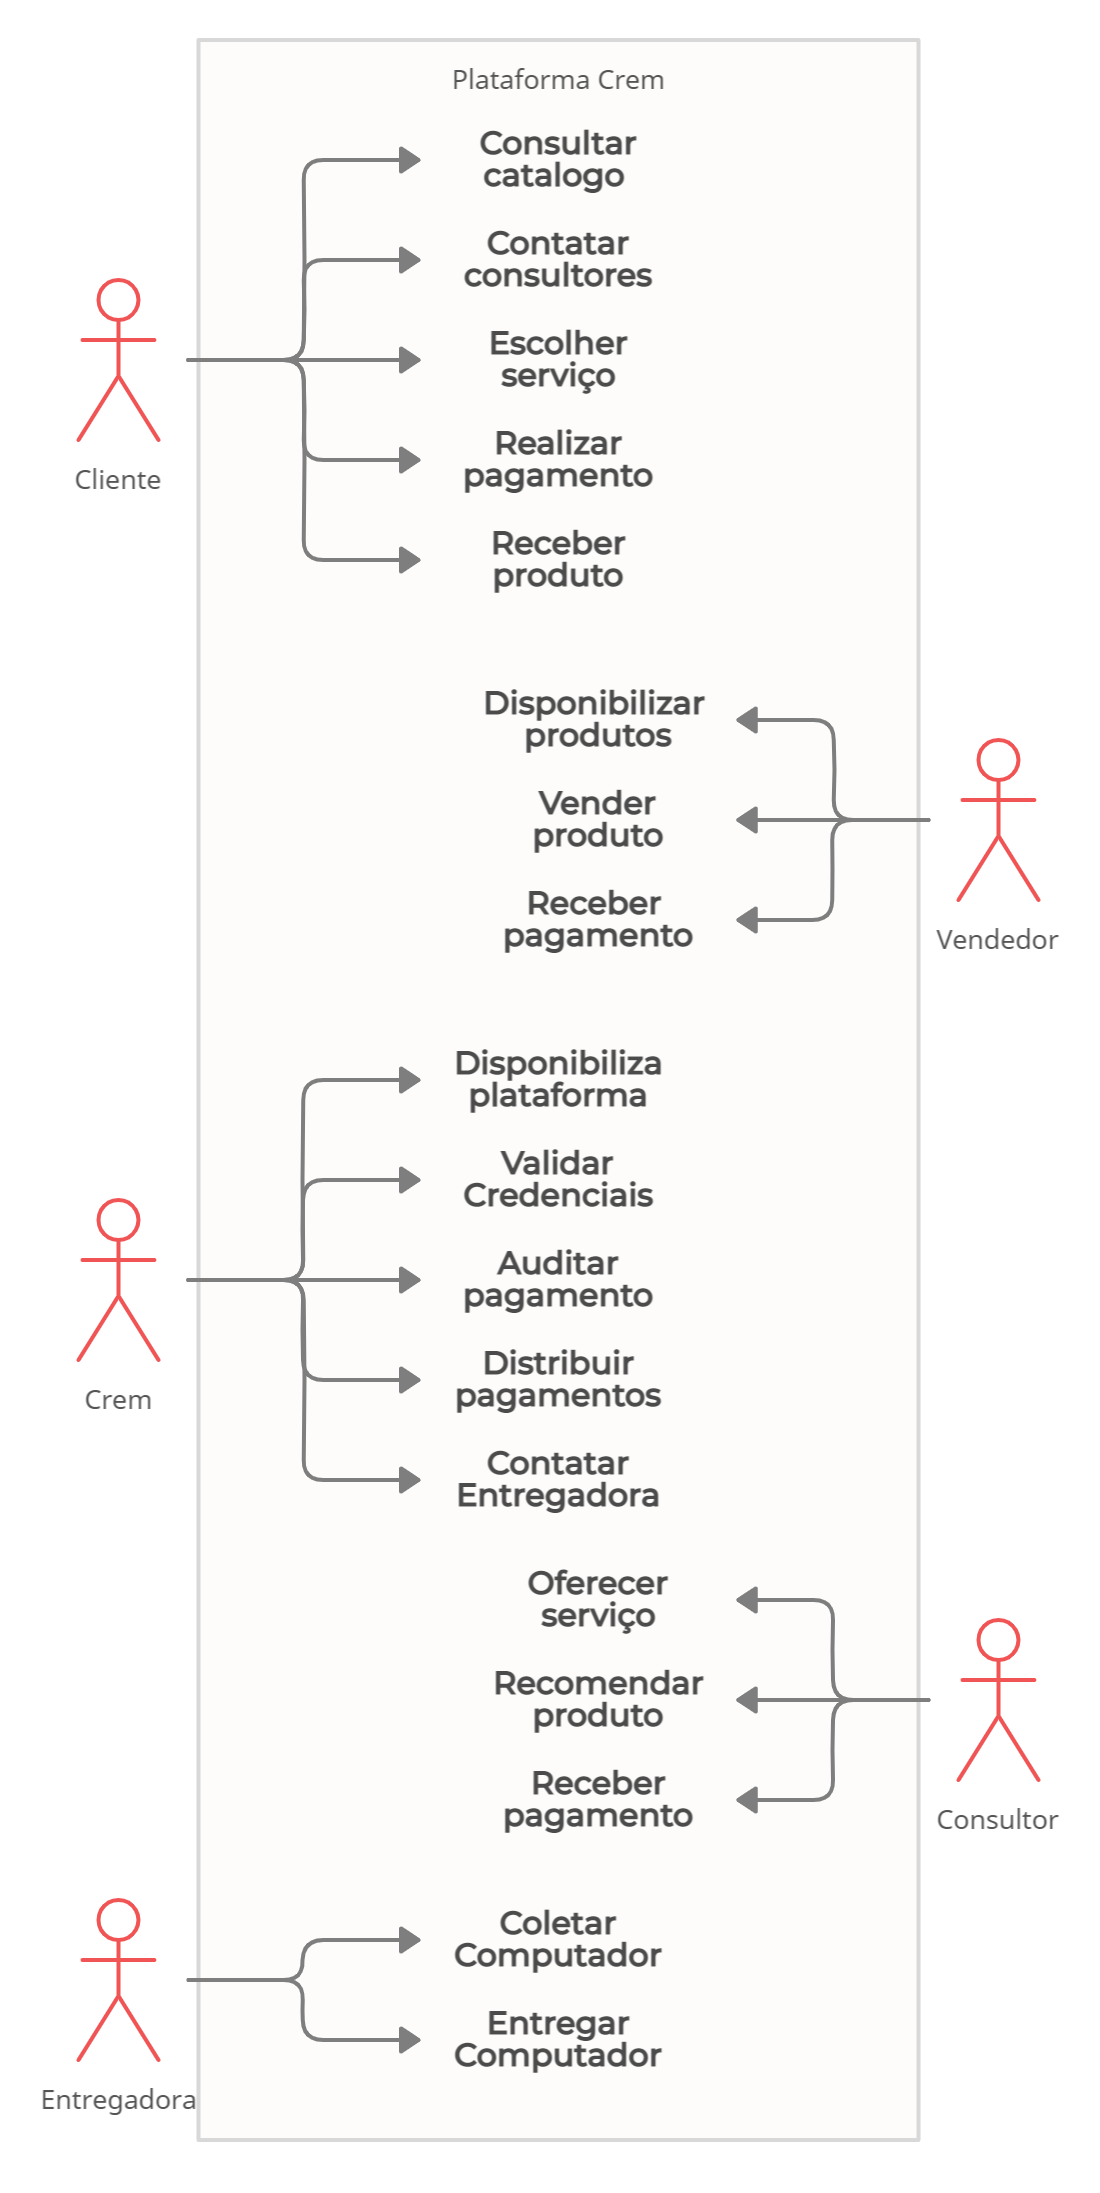 Plataforma Crem
Consultar
catalogo
Contatar
consultores
Escolher
serviço
Realizar
pagamento
Receber
produto
Cliente
Disponibilizar
produtos
Vender
produto
Receber
pagamento
Vendedor
Disponibiliza
plataforma
Validar
Credenciais
Auditar
pagamento
Distribuir
pagamentos
Contatar
Entregadora
Crem
Oferecer
serviço
Recomendar
produto
Receber
pagamento
Consultor
Coletar
Computador
Entregar
Computador
Entregadora